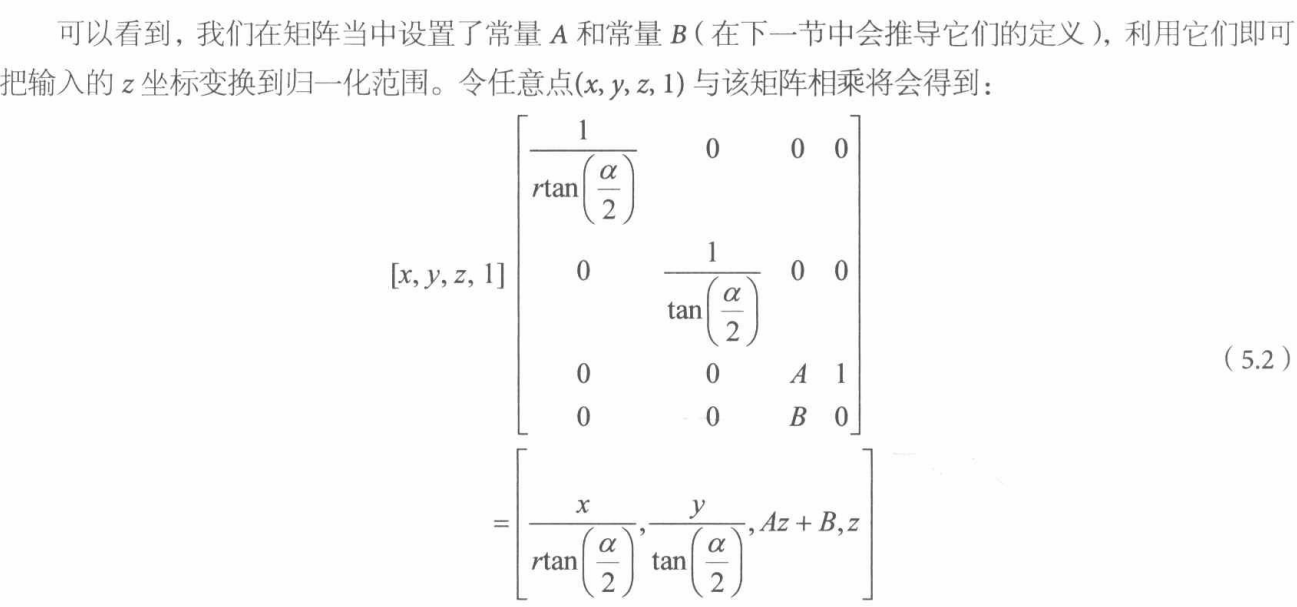 可以看到，我们在矩阵当中设置了常量 A 和常量 B（在下一节中会推导它们的定义），利用它们即可
把输入的 z 坐标变换到归一化范围。令任意点(x, y, z, 1) 与该矩阵相乘将会得到：
[x, y, z, 1] \begin{bmatrix} \frac{1}{r\tan\left(\frac{\alpha}{2}\right)} & 0 & 0 & 0 \\ 0 & \frac{1}{\tan\left(\frac{\alpha}{2}\right)} & 0 & 0 \\ 0 & 0 & A & 1 \\ 0 & 0 & B & 0 \end{bmatrix}
（5.2）
= \left[ \frac{x}{r\tan\left(\frac{\alpha}{2}\right)}, \frac{y}{\tan\left(\frac{\alpha}{2}\right)}, Az + B, z \right]